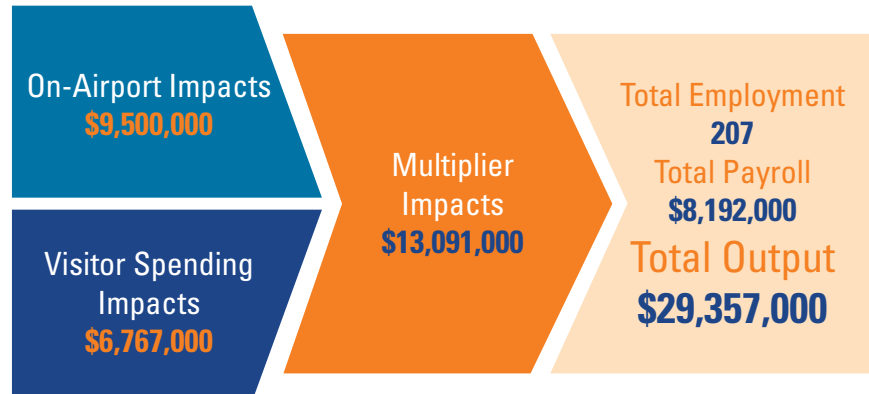 On-Airport Impacts
$9,500,000
Visitor Spending
Impacts
$6,767,000
Multiplier
Impacts
$13,091,000
Total Employment
207
Total Payroll
$8,192,000
Total Output
$29,357,000